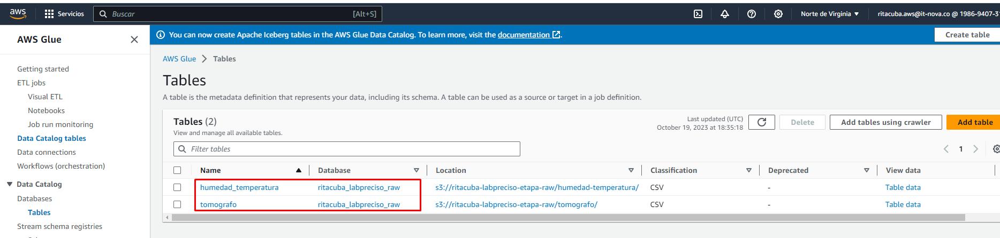 aws Servicios Buscar [Alt+S] Norte de Virginia ritacuba.aws@it-nova.co @ 1986-9407-31
AWS Glue
You can now create Apache Iceberg tables in the AWS Glue Data Catalog. To learn more, visit the documentation. Create table
AWS Glue Tables
Getting started
ETL jobs
Visual ETL
Notebooks
Job run monitoring
Data Catalog tables
Data connections
Workflows (orchestration)
Data Catalog
Databases
Tables
Stream schema registries
Tables
A table is the metadata definition that represents your data, including its schema. A table can be used as a source or target in a job definition.
Tables (2)
View and manage all available tables.
Last updated (UTC)
October 19, 2023 at 18:35:18
Delete Add tables using crawler Add table
Filter tables
1
Name Database Location Classification Deprecated View data
humedad_temperatura ritacuba_labpreciso_raw s3://ritacuba-labpreciso-etapa-raw/humedad-temperatura/ CSV - Table data
tomografo ritacuba_labpreciso_raw s3://ritacuba-labpreciso-etapa-raw/tomografo/ CSV - Table data